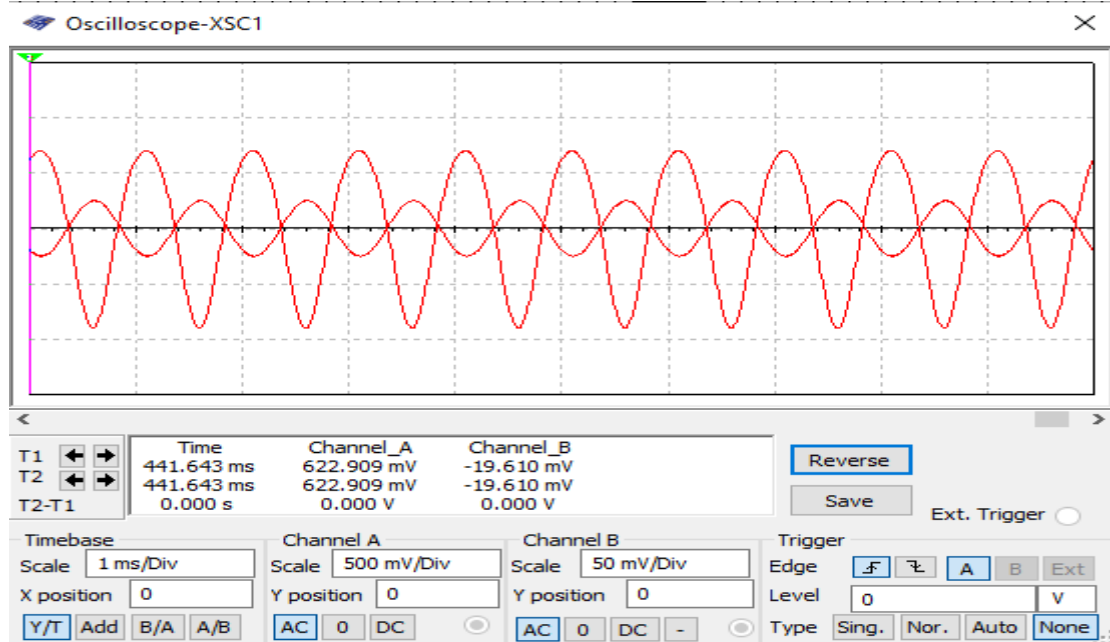 Oscilloscope-XSC1
Time Channel_A Channel_B
T1 441.643 ms 622.909 mV -19.610 mV
T2 441.643 ms 622.909 mV -19.610 mV
T2-T1 0.000 s 0.000 V 0.000 V
Reverse
Save
Ext. Trigger
Timebase
Scale 1 ms/Div
X position 0
Y/T Add B/A A/B
Channel A
Scale 500 mV/Div
Y position 0
AC 0 DC
Channel B
Scale 50 mV/Div
Y position 0
AC 0 DC -
Trigger
Edge A B Ext
Level 0 V
Type Sing. Nor. Auto None